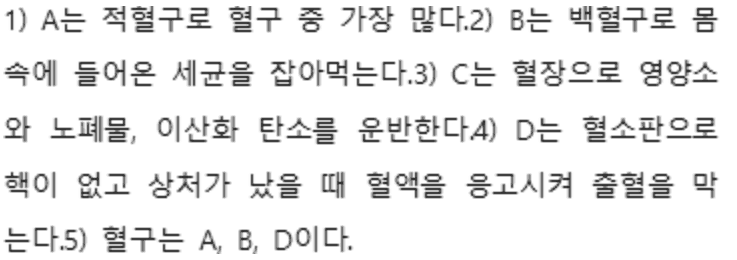 1) A는 적혈구로 혈구 중 가장 많다.2) B는 백혈구로 몸
속에 들어온 세균을 잡아먹는다.3) C는 혈장으로 영양소
와 노폐물, 이산화 탄소를 운반한다.4) D는 혈소판으로
핵이 없고 상처가 났을 때 혈액을 응고시켜 출혈을 막
는다.5) 혈구는 A, B, D이다.